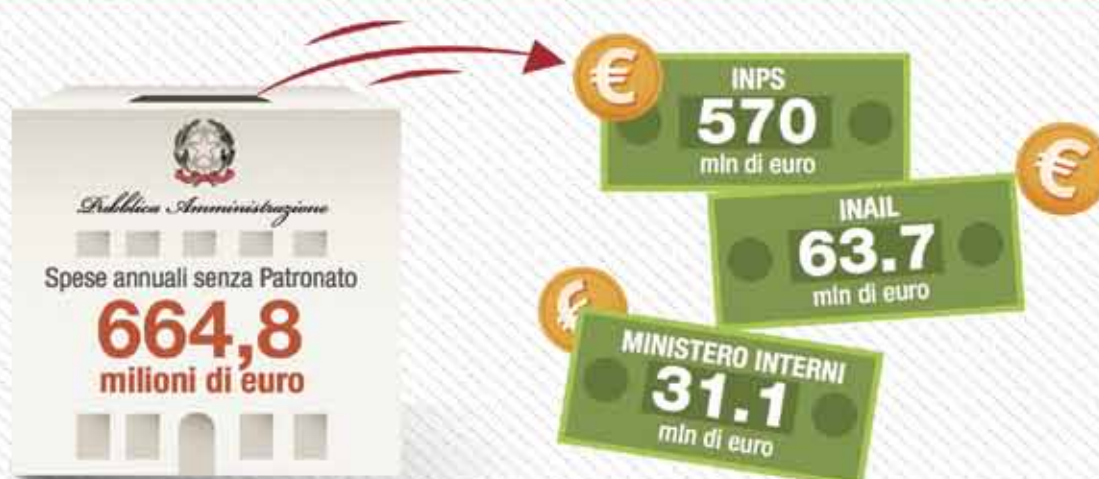 Pubblica Amministrazione
Spese annuali senza Patronato
664,8
milioni di euro
€
INPS
570
mln di euro
€
INAIL
63.7
mln di euro
€
MINISTERO INTERNI
31.1
mln di euro